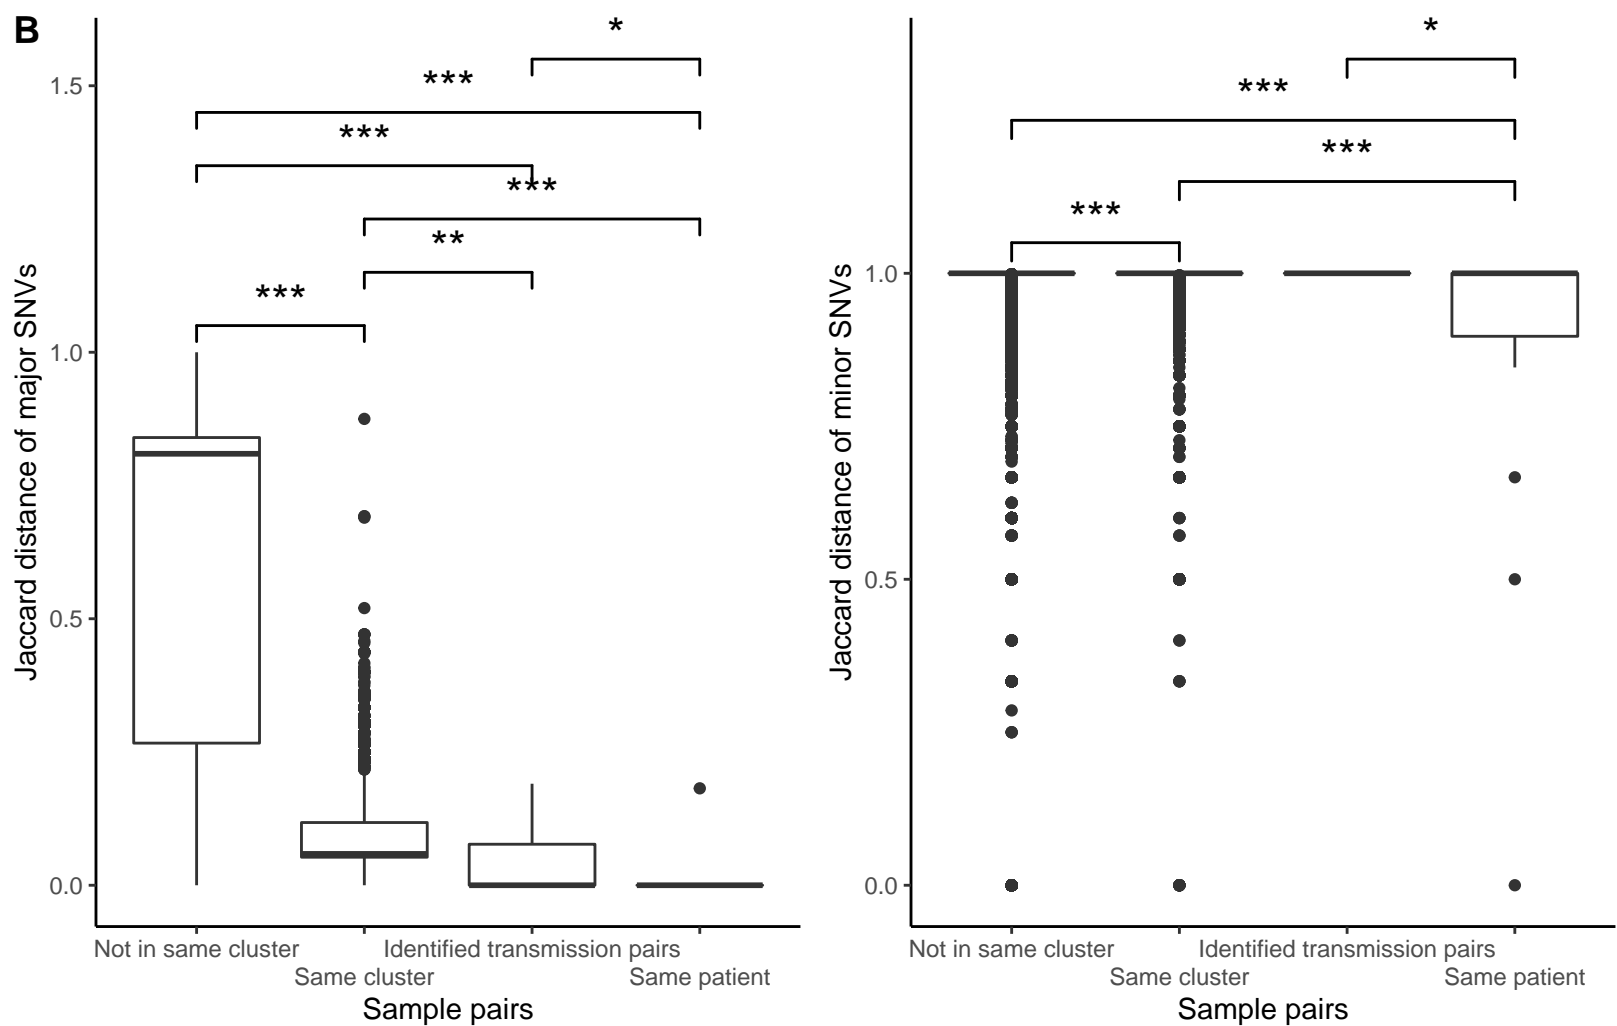 B
Jaccard distance of major SNVs
1.5
1.0
0.5
0.0
*
***
***
***
**
***
Not in same cluster
Same cluster
Identified transmission pairs
Same patient
Sample pairs
Jaccard distance of minor SNVs
1.0
0.5
0.0
*
***
***
***
Not in same cluster
Same cluster
Identified transmission pairs
Same patient
Sample pairs